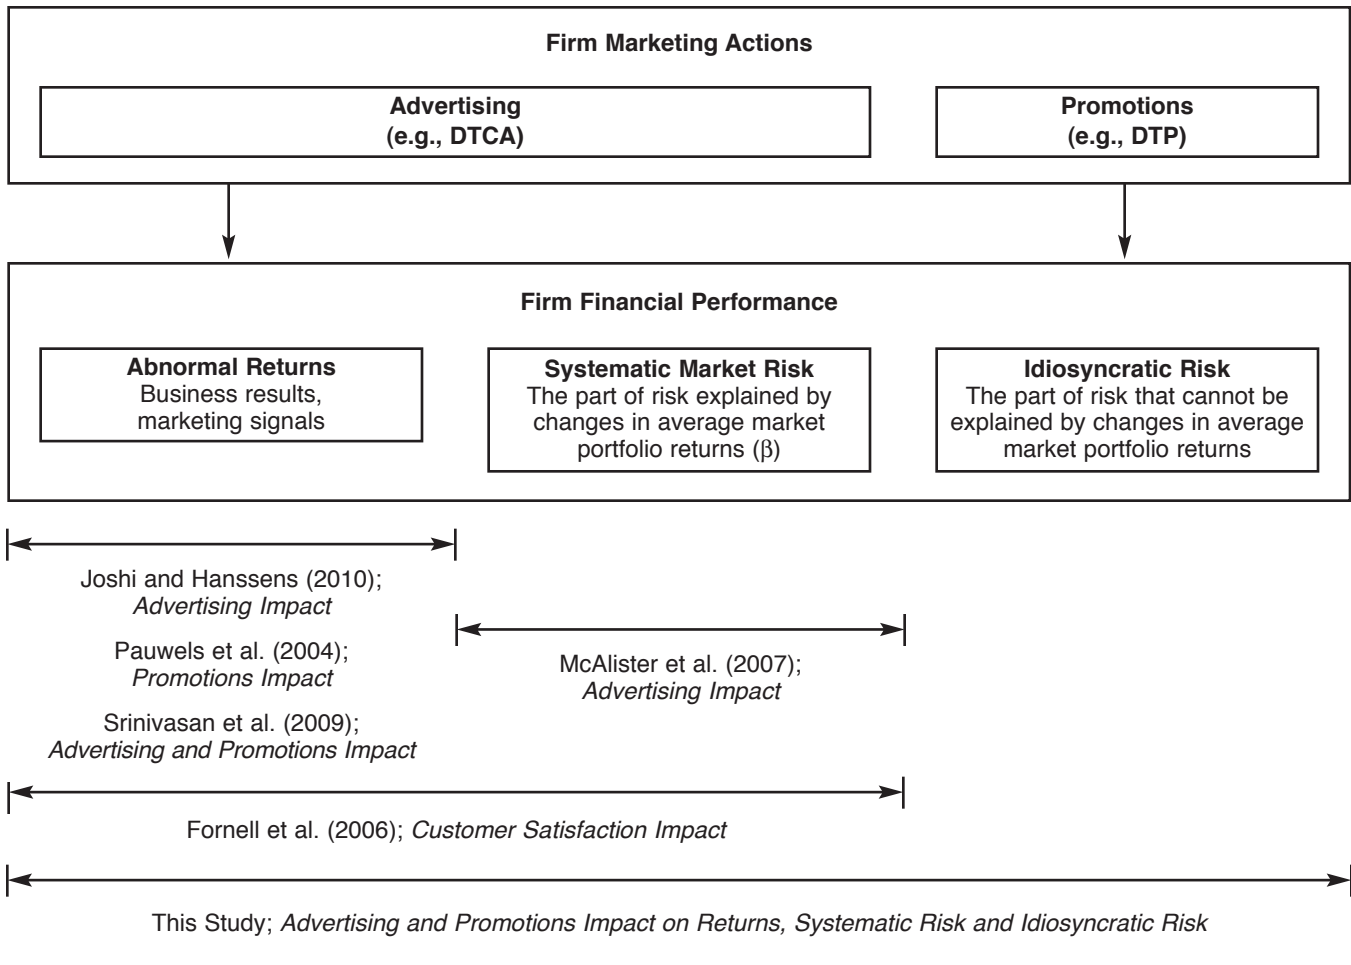 Firm Marketing Actions
Advertising
(e.g., DTCA)
Promotions
(e.g., DTP)
Firm Financial Performance
Abnormal Returns
Business results,
marketing signals
Systematic Market Risk
The part of risk explained by
changes in average market
portfolio returns (β)
Idiosyncratic Risk
The part of risk that cannot be
explained by changes in average
market portfolio returns
Joshi and Hanssens (2010);
Advertising Impact
Pauwels et al. (2004);
Promotions Impact
Srinivasan et al. (2009);
Advertising and Promotions Impact
McAlister et al. (2007);
Advertising Impact
Fornell et al. (2006); Customer Satisfaction Impact
This Study; Advertising and Promotions Impact on Returns, Systematic Risk and Idiosyncratic Risk